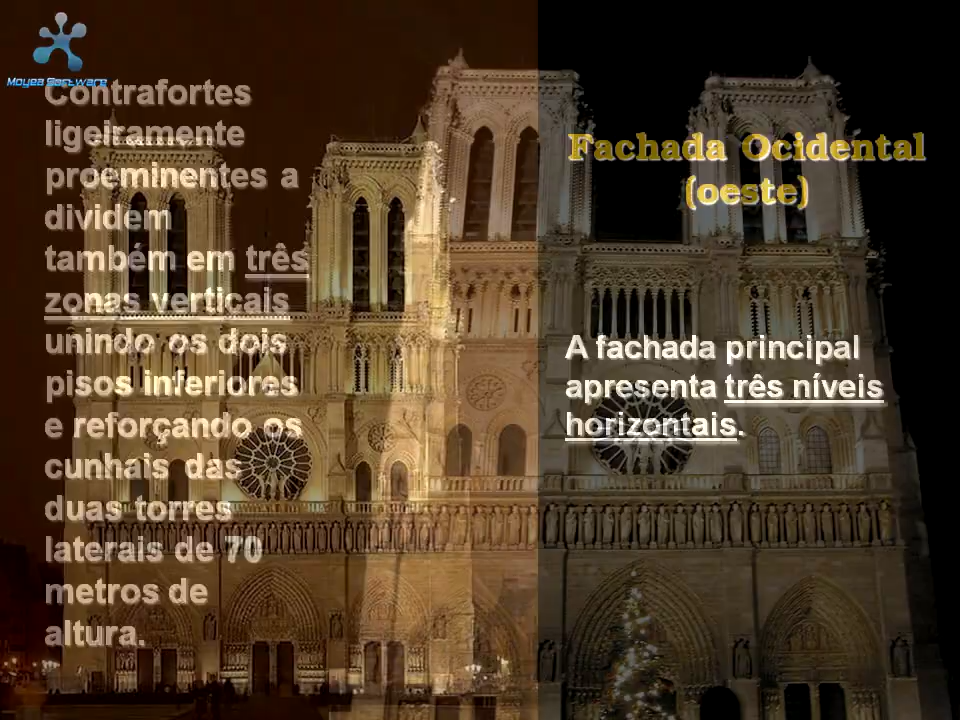 Moyea Software
Contrafortes
ligeiramente
proeminentes a
dividem
também em três
zonas verticais
unindo os dois
pisos inferiores
e reforçando os
cunhais das
duas torres
laterais de 70
metros de
altura.
Fachada Ocidental
(oeste)
A fachada principal
apresenta três níveis
horizontais.